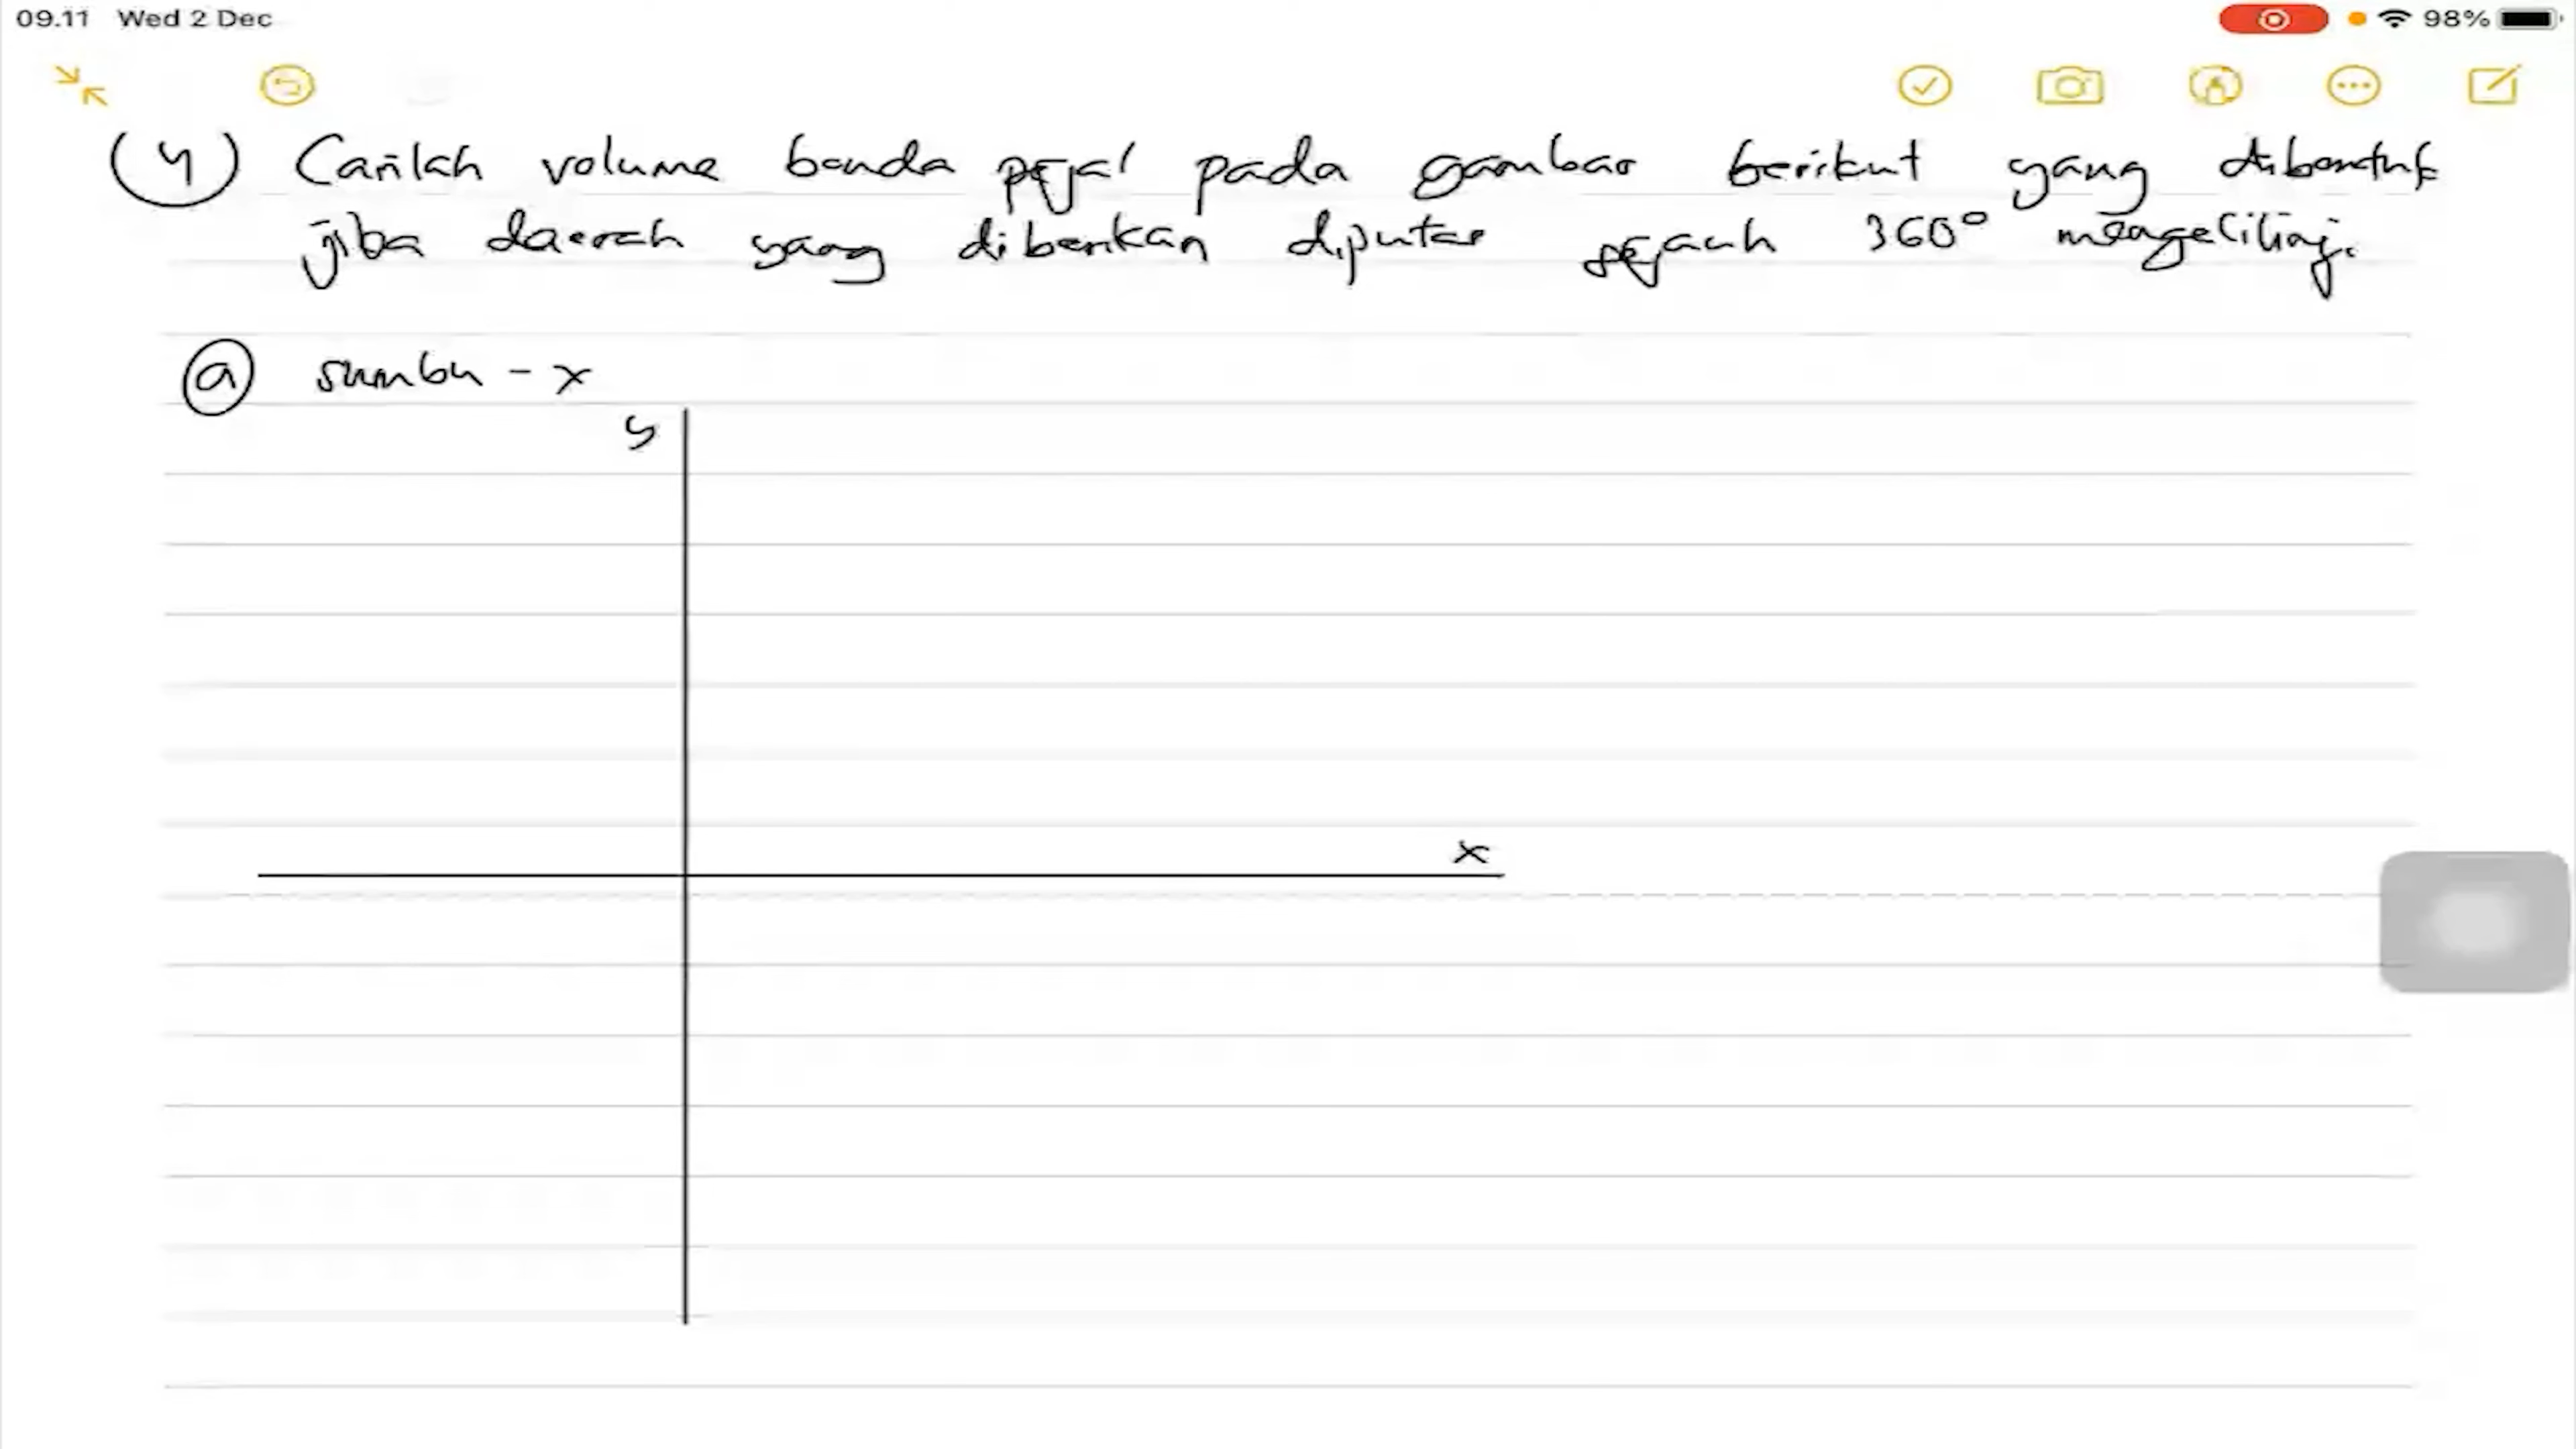 09.11 Wed 2 Dec
98%
(4) Carilah volume benda pejal pada gambar berikut yang dibentuk
jika daerah yang diberikan diputar sejauh 360° mengelilingi.
(a) sumbu - x
y
x